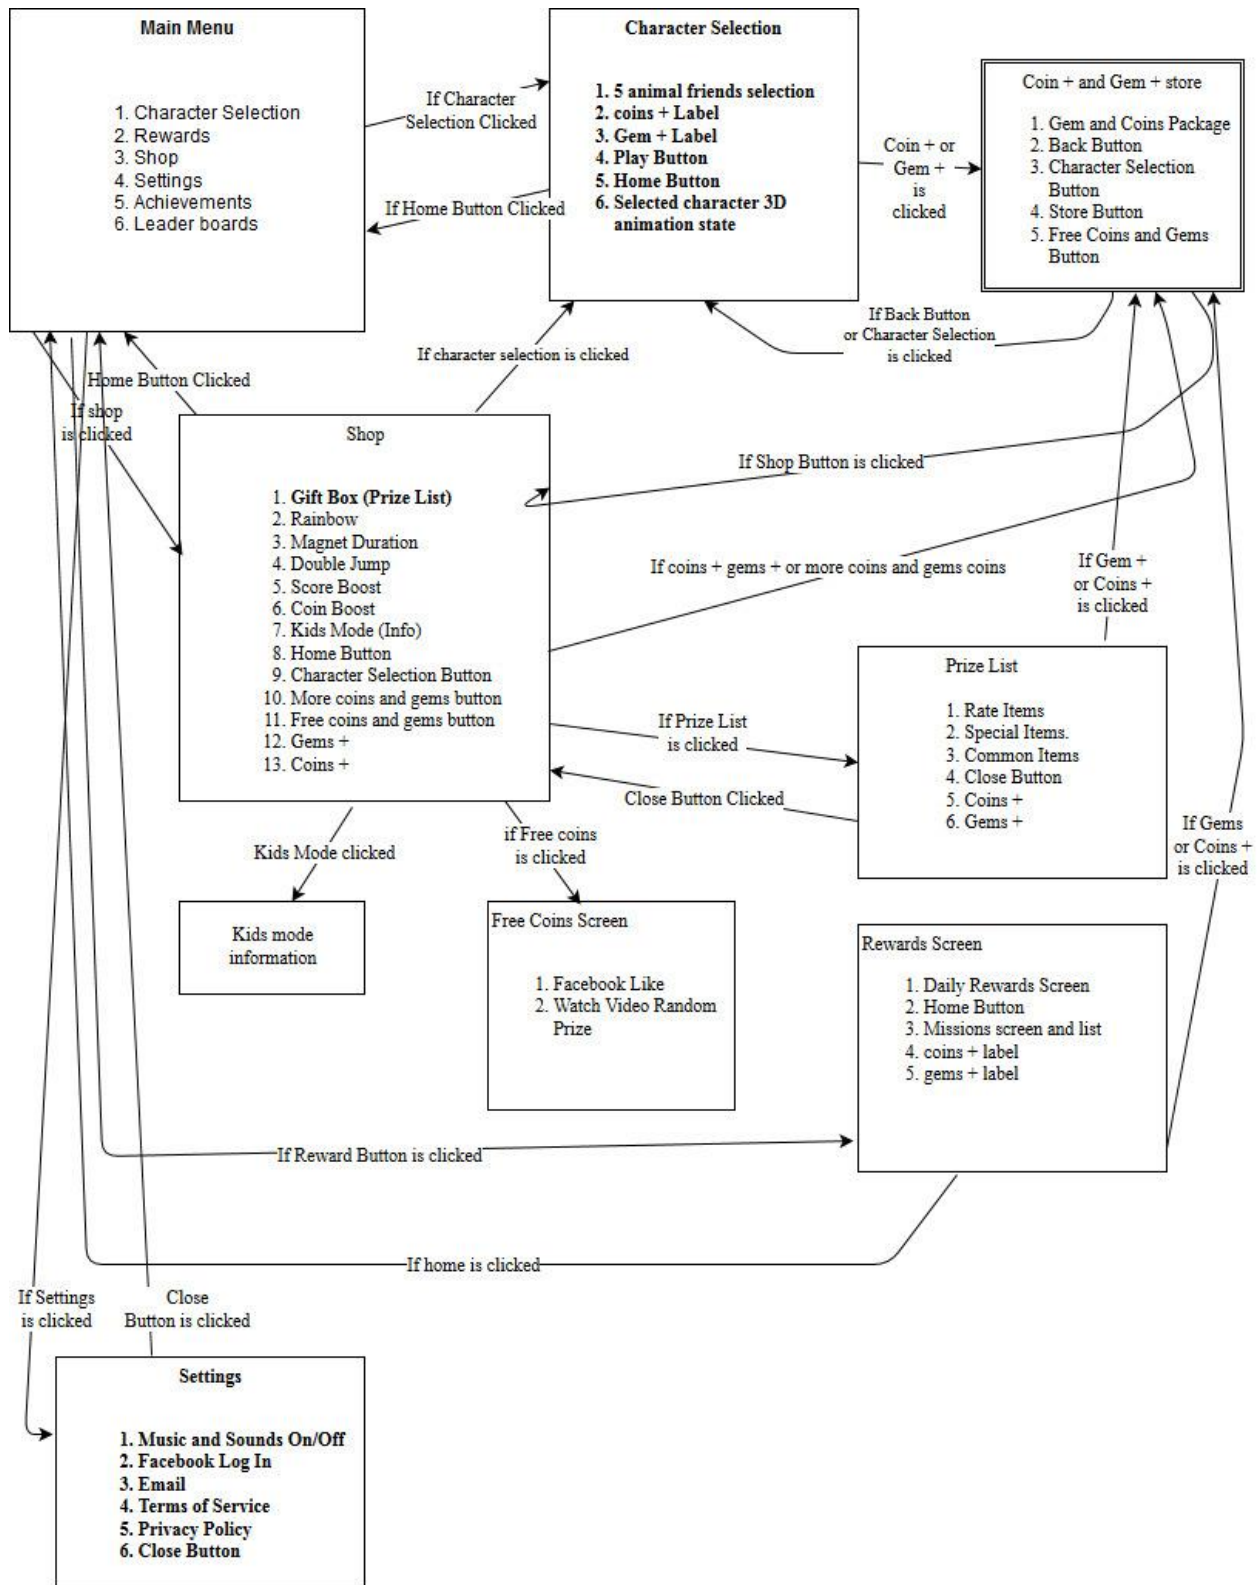 Main Menu
1. Character Selection
2. Rewards
3. Shop
4. Settings
5. Achievements
6. Leader boards
If Character
Selection Clicked
If Home Button Clicked
Character Selection
1. 5 animal friends selection
2. coins + Label
3. Gem + Label
4. Play Button
5. Home Button
6. Selected character 3D
animation state
Coin + or
Gem +
is
clicked
Coin + and Gem + store
1. Gem and Coins Package
2. Back Button
3. Character Selection
Button
4. Store Button
5. Free Coins and Gems
Button
If Back Button
or Character Selection
is clicked
If character selection is clicked
Home Button Clicked
If shop
is clicked
Shop
1. Gift Box (Prize List)
2. Rainbow
3. Magnet Duration
4. Double Jump
5. Score Boost
6. Coin Boost
7. Kids Mode (Info)
8. Home Button
9. Character Selection Button
10. More coins and gems button
11. Free coins and gems button
12. Gems +
13. Coins +
If Shop Button is clicked
If coins + gems + or more coins and gems coins
If Gem +
or Coins +
is clicked
If Prize List
is clicked
Close Button Clicked
Prize List
1. Rate Items
2. Special Items.
3. Common Items
4. Close Button
5. Coins +
6. Gems +
If Gems
or Coins +
is clicked
Kids Mode clicked
if Free coins
is clicked
Kids mode
information
Free Coins Screen
1. Facebook Like
2. Watch Video Random
Prize
Rewards Screen
1. Daily Rewards Screen
2. Home Button
3. Missions screen and list
4. coins + label
5. gems + label
If Reward Button is clicked
If home is clicked
If Settings
is clicked
Close
Button is clicked
Settings
1. Music and Sounds On/Off
2. Facebook Log In
3. Email
4. Terms of Service
5. Privacy Policy
6. Close Button